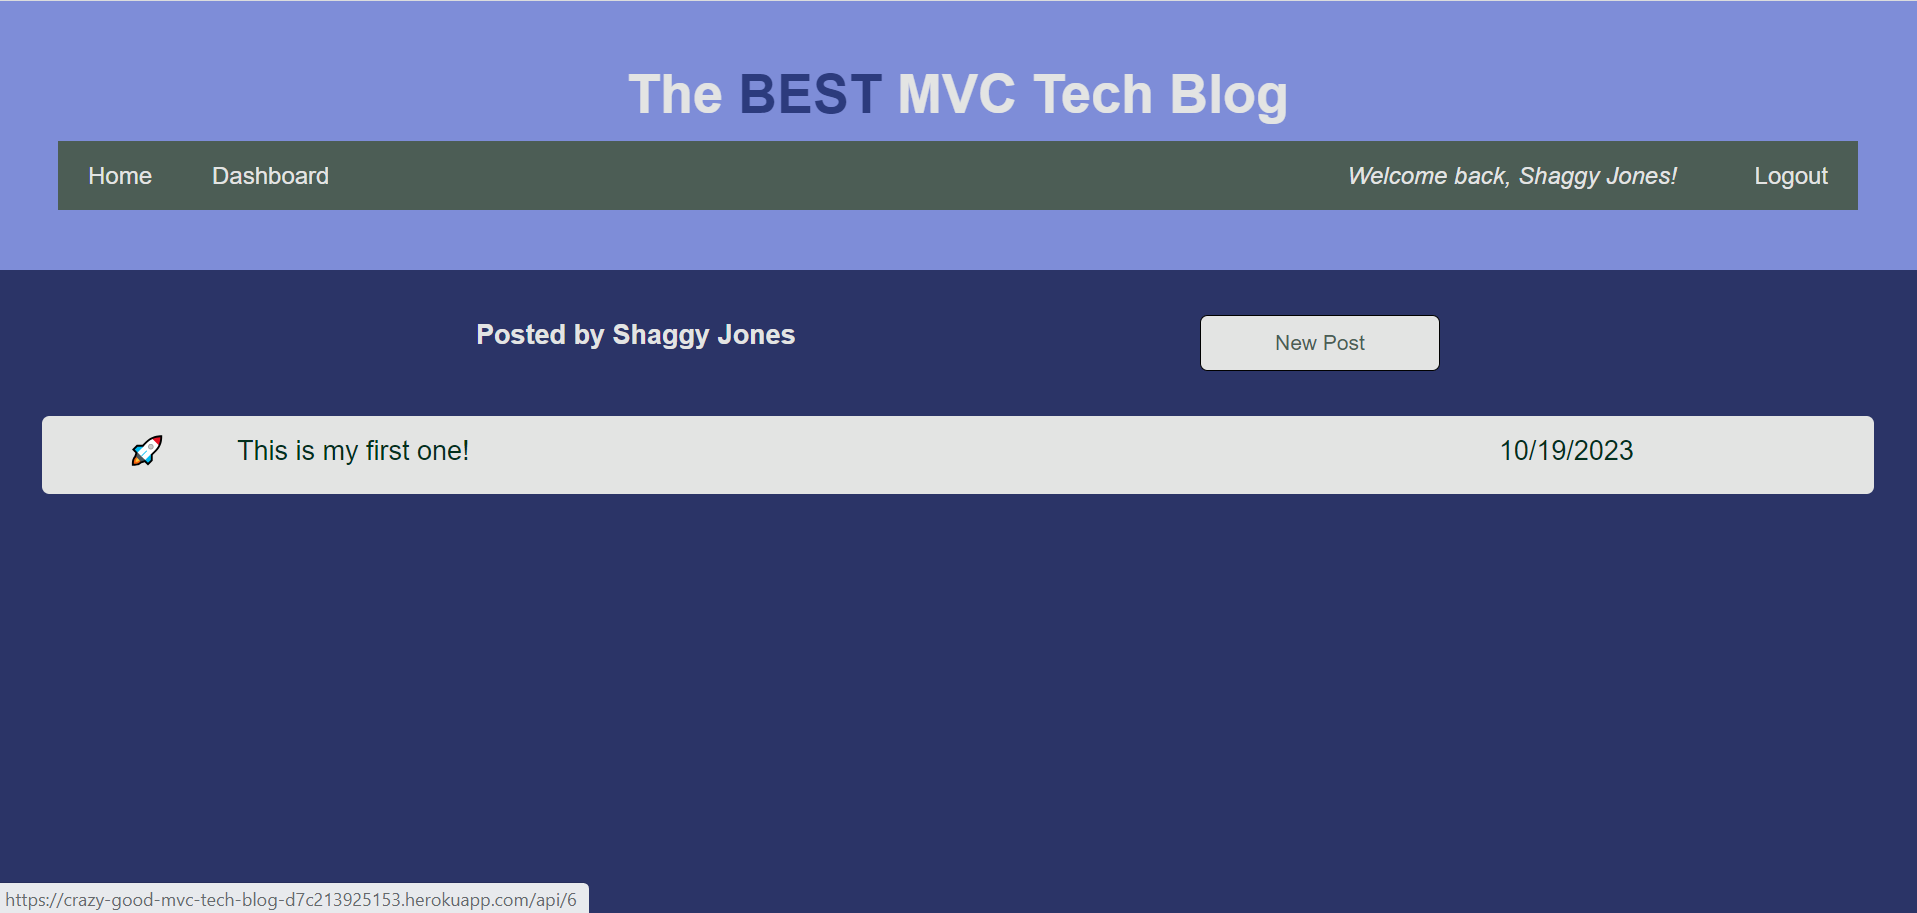 The BEST MVC Tech Blog
Home Dashboard Welcome back, Shaggy Jones! Logout
Posted by Shaggy Jones New Post
🚀 This is my first one! 10/19/2023
https://crazy-good-mvc-tech-blog-d7c213925153.herokuapp.com/api/6